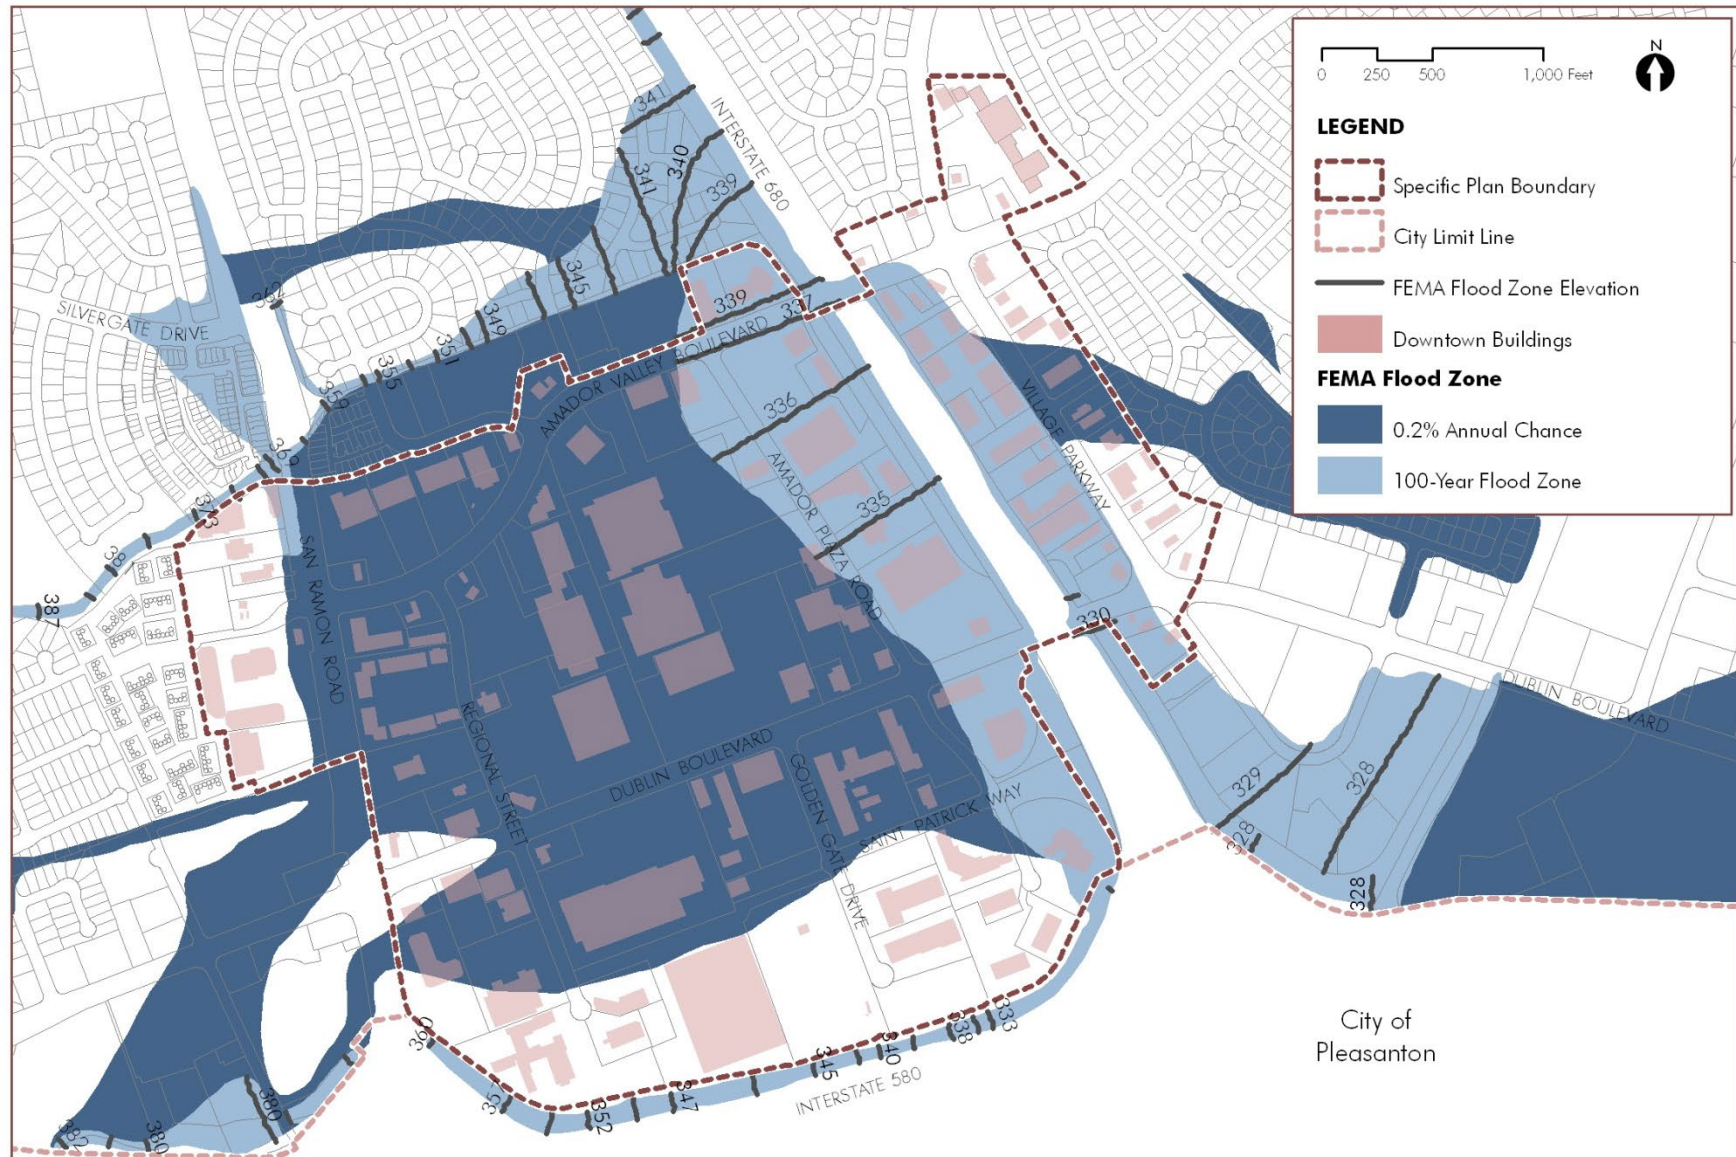 0 250 500 1,000 Feet
N
LEGEND
Specific Plan Boundary
City Limit Line
FEMA Flood Zone Elevation
Downtown Buildings
FEMA Flood Zone
0.2% Annual Chance
100-Year Flood Zone
341
INTERSTATE 680
341
340
339
345
339
337
362
SILVERGATE DRIVE
349
351
355
359
AMADOR VALLEY BOULEVARD
336
VILLAGE PARKWAY
369
373
AMADOR PLAZA ROAD
335
SAN RAMON ROAD
387
330
DUBLIN BOULEVARD
REGIONAL STREET
DUBLIN BOULEVARD
GOLDEN GATE DRIVE
SAINT PATRICK WAY
329
328
328
328
360
333
338
340
345
347
352
INTERSTATE 580
380
382
380
City of
Pleasanton